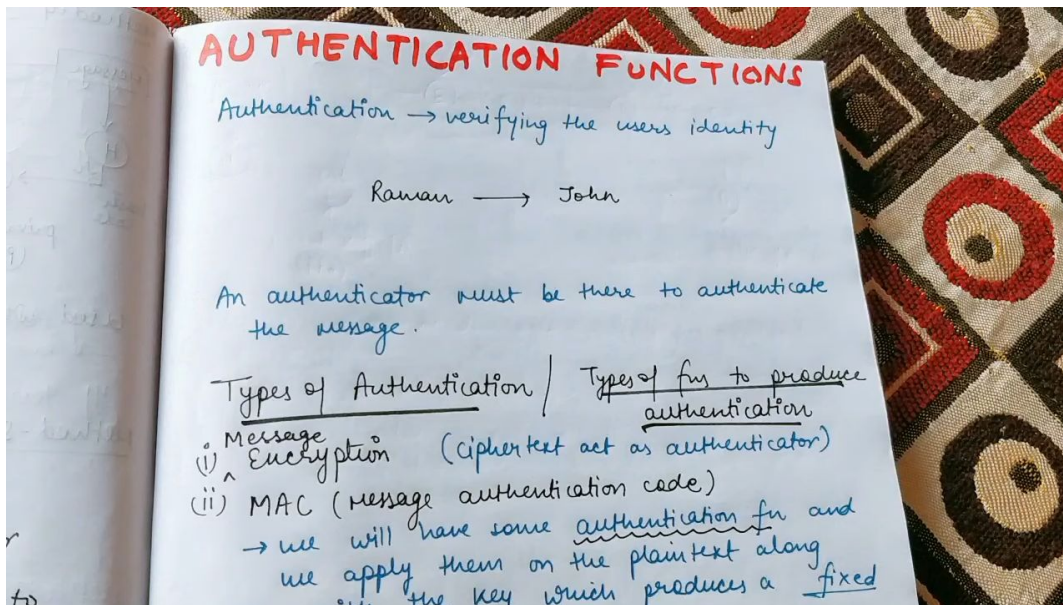 AUTHENTICATION FUNCTIONS
Authentication → verifying the users identity
Raman → John
An authenticator must be there to authenticate
the message.
Types of Authentication / Types of fns to produce
authentication
(i) Message ^ Encryption (ciphertext act as authenticator)
(ii) MAC (Message authentication code)
→ we will have some authentication fn and
we apply them on the plaintext along
the key which produces a fixed
to